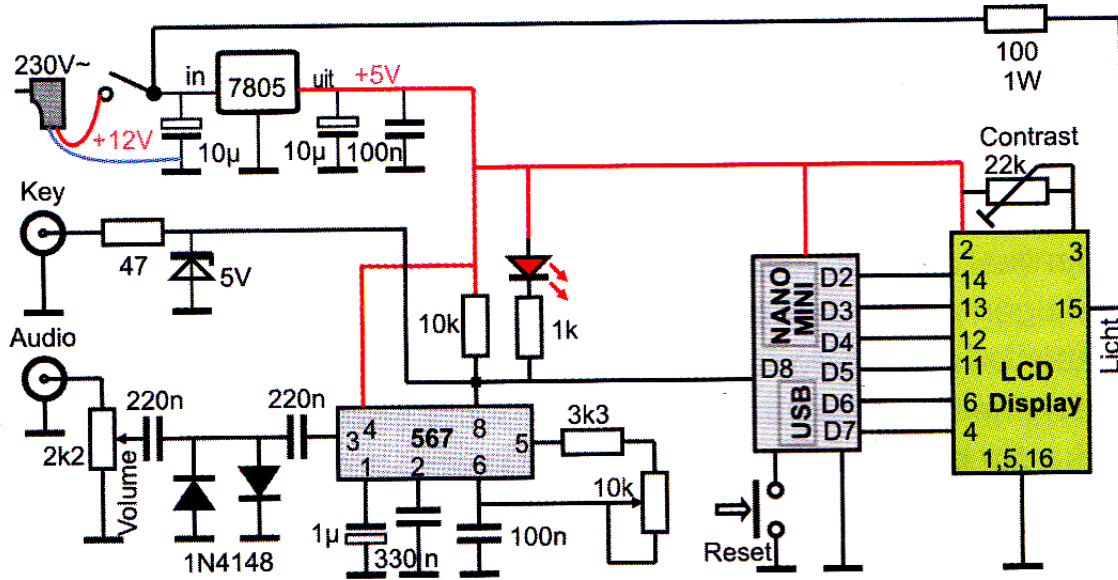 230V~
in
7805
uit
+5V
100
1W
+12V
10µ
10µ
100n
Contrast
22k
Key
47
5V
2
3
10k
1k
NANO
MINI
USB
D2
D3
D4
D5
D6
D7
D8
14
13
12
11
6
4
15
Licht
LCD
Display
1,5,16
Audio
220n
220n
2k2
Volume
1N4148
3
4
567
8
5
1
2
6
3k3
10k
1µ
330n
100n
Reset